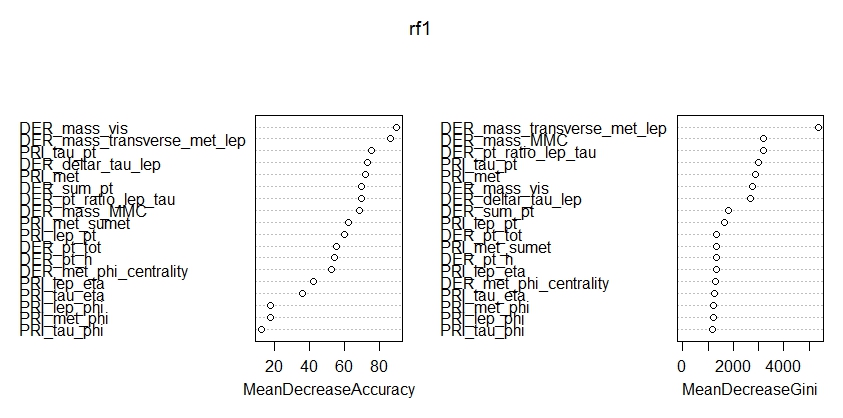 rf1
DER_mass_vis
DER_mass_transverse_met_lep
PRI_tau_pt
DER_deltar_tau_lep
PRI_met
DER_sum_pt
DER_pt_ratio_lep_tau
DER_mass_MMC
PRI_met_sumet
PRI_lep_pt
DER_pt_tot
DER_pt_h
DER_met_phi_centrality
PRI_lep_eta
PRI_tau_eta
PRI_lep_phi
PRI_met_phi
PRI_tau_phi
20 40 60 80
MeanDecreaseAccuracy
DER_mass_transverse_met_lep
DER_mass_MMC
DER_pt_ratio_lep_tau
PRI_tau_pt
PRI_met
DER_mass_vis
DER_deltar_tau_lep
DER_sum_pt
PRI_lep_pt
DER_pt_tot
PRI_met_sumet
DER_pt_h
PRI_lep_eta
DER_met_phi_centrality
PRI_tau_eta
PRI_met_phi
PRI_lep_phi
PRI_tau_phi
0 2000 4000
MeanDecreaseGini